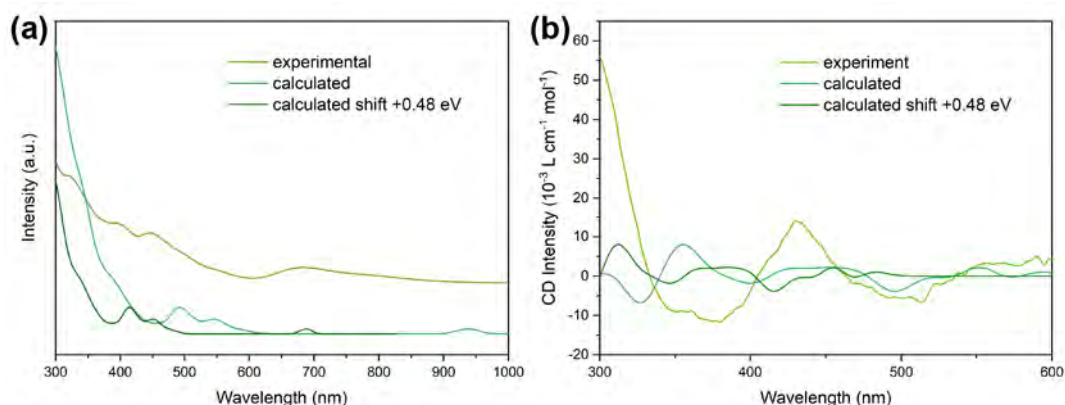 (a)
experimental
calculated
calculated shift +0.48 eV
Intensity (a.u.)
300 400 500 600 700 800 900 1000
Wavelength (nm)
(b)
60
50
40
30
20
10
0
-10
-20
experiment
calculated
calculated shift +0.48 eV
CD Intensity (10⁻³ L cm⁻¹ mol⁻¹)
300 400 500 600
Wavelength (nm)